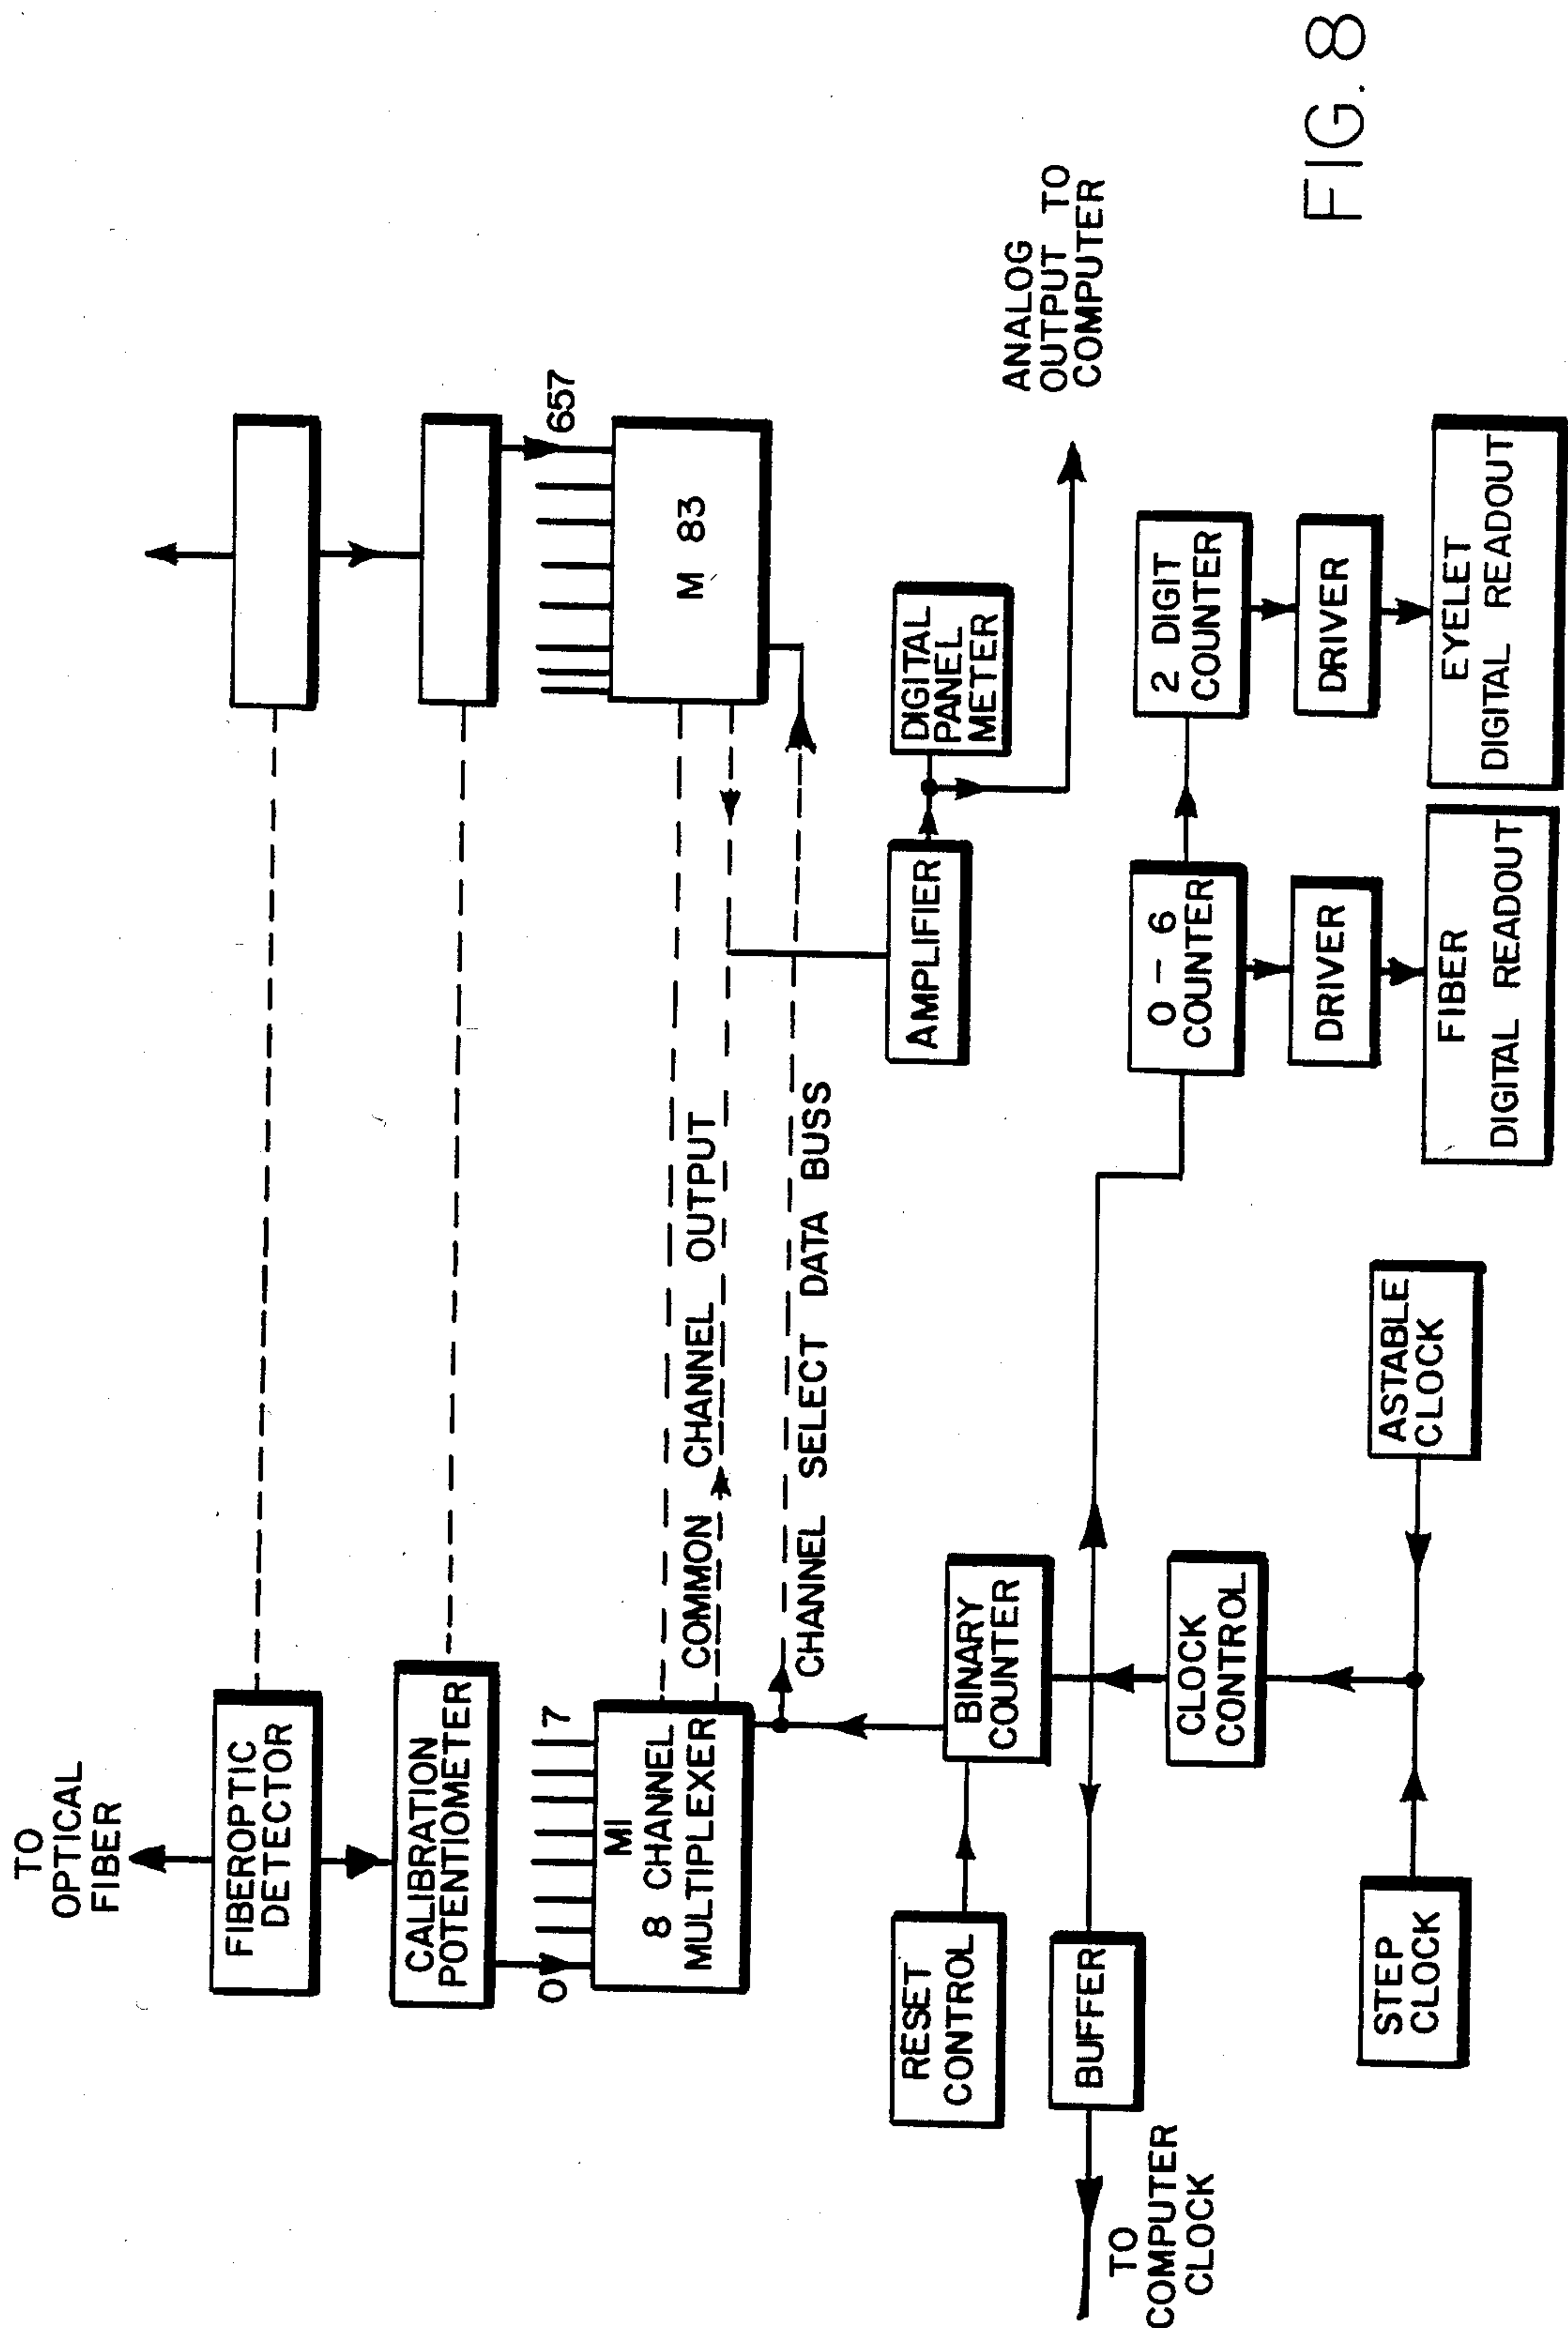 TO
OPTICAL
FIBER
FIBEROPTIC
DETECTOR
CALIBRATION
POTENTIOMETER
0
7
657
MI
8 CHANNEL
MULTIPLEXER
M 83
COMMON CHANNEL OUTPUT
CHANNEL SELECT DATA BUSS
RESET
CONTROL
BINARY
COUNTER
AMPLIFIER
DIGITAL
PANEL
METER
ANALOG
OUTPUT TO
COMPUTER
BUFFER
TO
COMPUTER
CLOCK
CLOCK
CONTROL
0 - 6
COUNTER
2 DIGIT
COUNTER
DRIVER
DRIVER
STEP
CLOCK
ASTABLE
CLOCK
FIBER
DIGITAL READOUT
EYELET
DIGITAL READOUT
FIG. 8